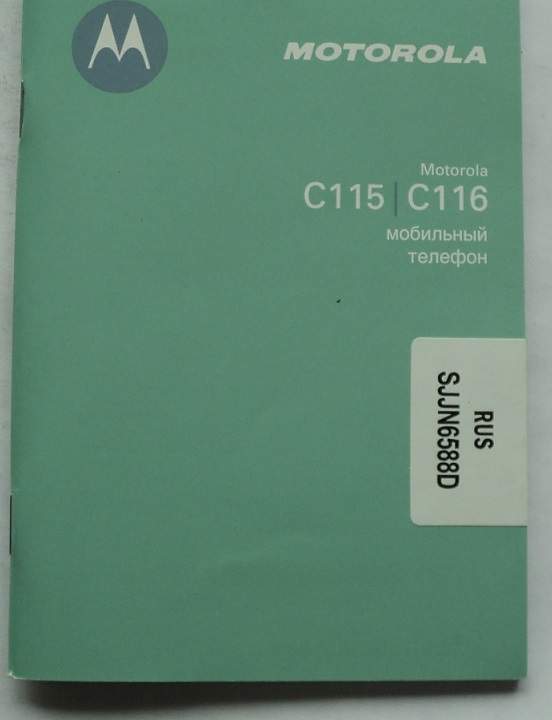 MOTOROLA
Motorola
C115 | C116
мобильный
телефон
RUS
SJJN6588D